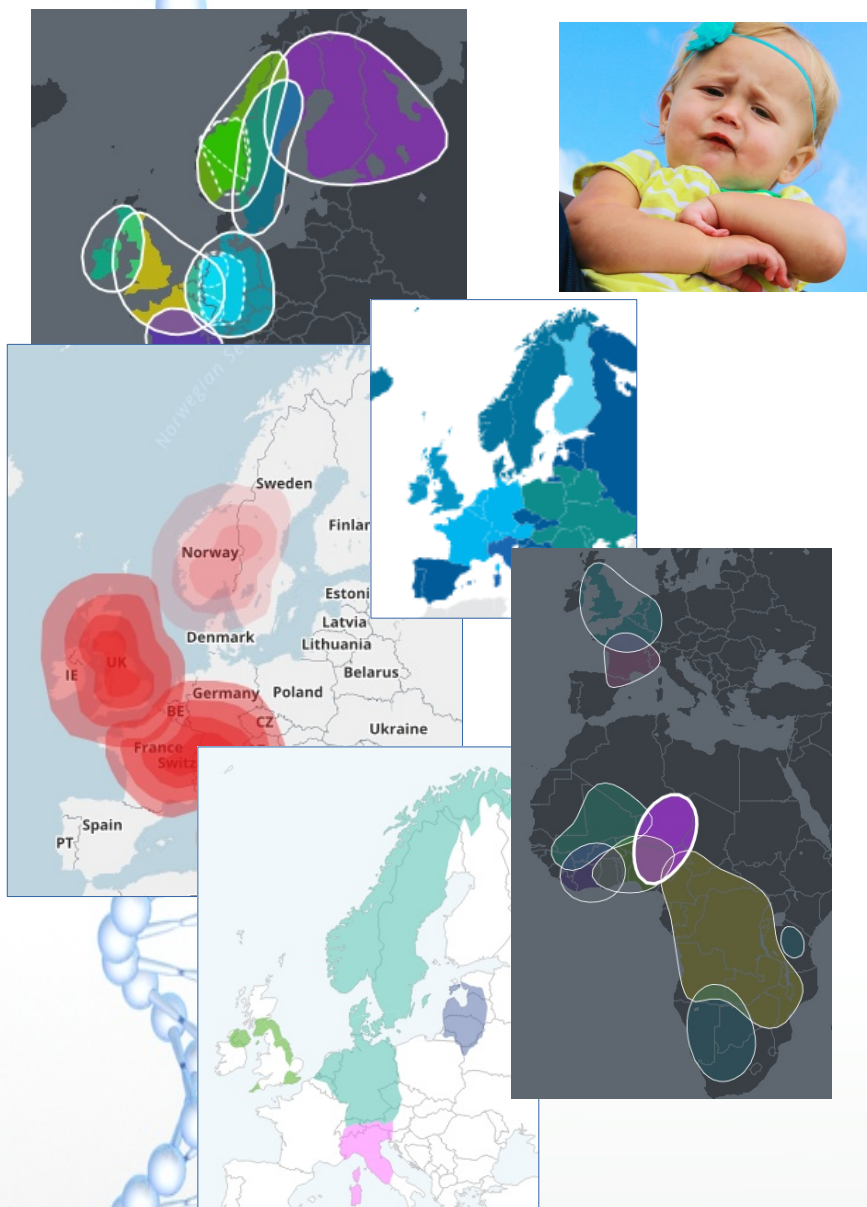 Norwegian Se
Sweden
Norway
Finlar
Estoni
Latvia
Denmark
Lithuania
Belarus
IE
UK
Germany
Poland
BE
CZ
Ukraine
France
Switz
Spain
PT